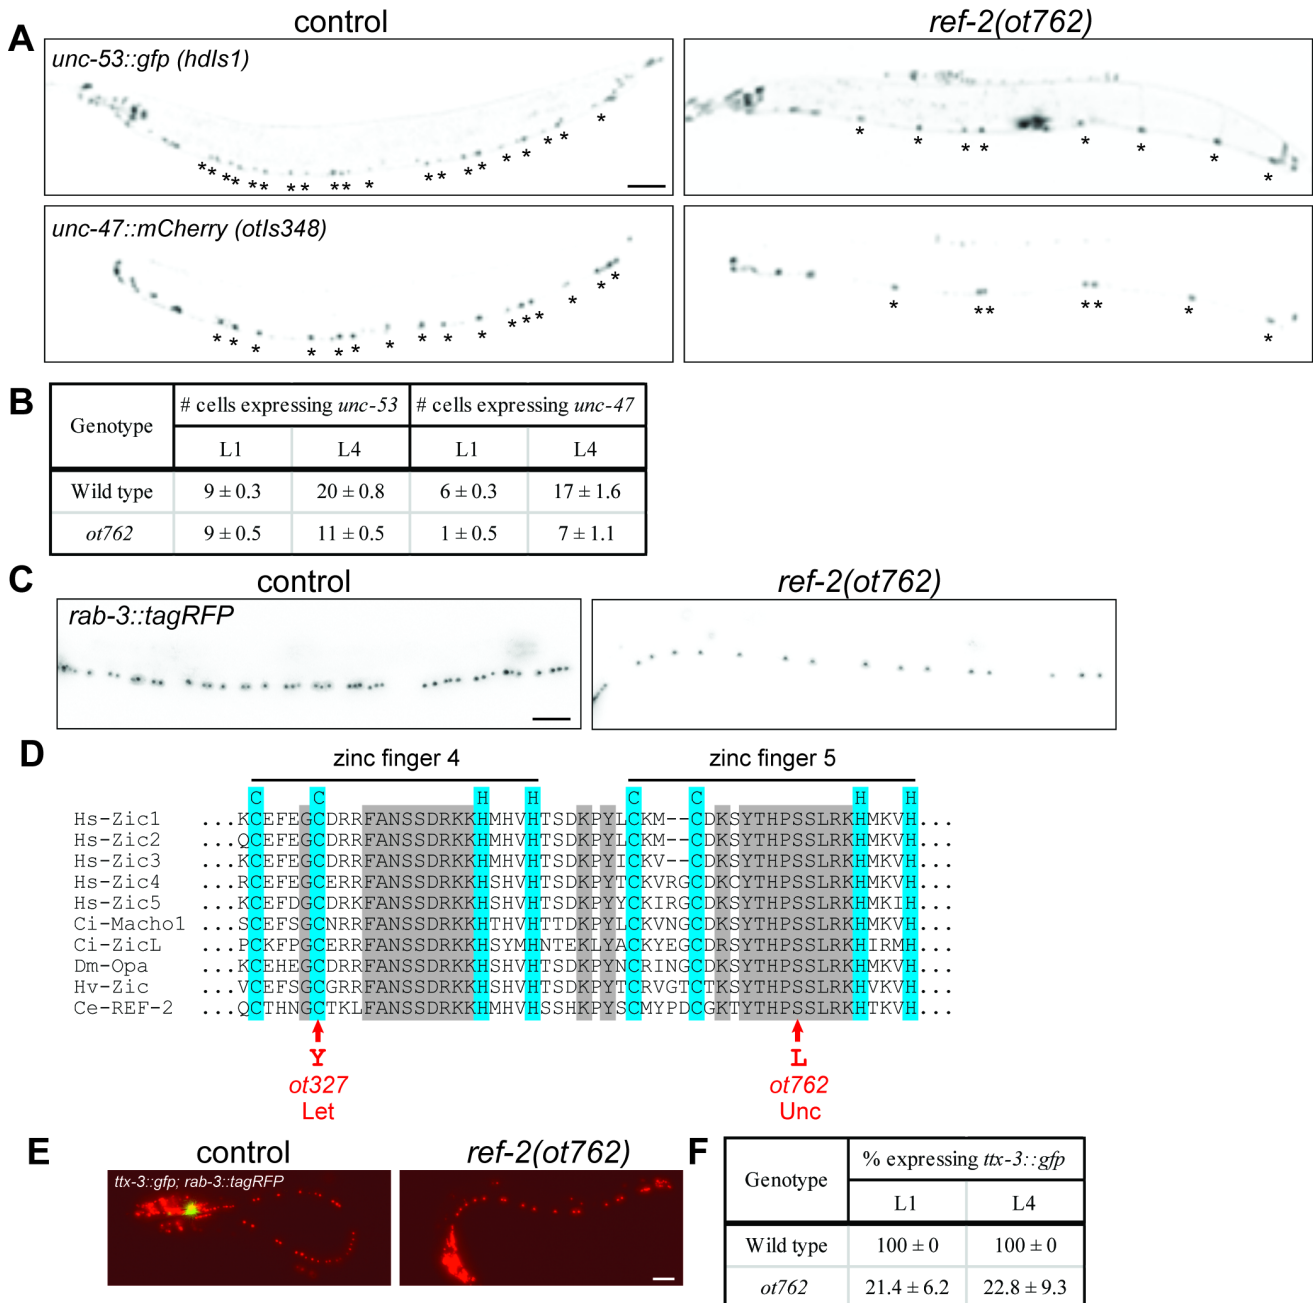 A
control
ref-2(ot762)
unc-53::gfp (hdIs1)
* * * * * * * * * * * * * * * * * * * *
* * * * * * * *
unc-47::mCherry (otIs348)
* * * * * * * * * * * * * * * *
* ** ** * *
B
Genotype
# cells expressing unc-53
# cells expressing unc-47
L1 L4 L1 L4
Wild type 9 ± 0.3 20 ± 0.8 6 ± 0.3 17 ± 1.6
ot762 9 ± 0.5 11 ± 0.5 1 ± 0.5 7 ± 1.1
C
control
ref-2(ot762)
rab-3::tagRFP
D
zinc finger 4 zinc finger 5
C C H H C C H H
Hs-Zic1 ...KCEFEGCDRRFANSSDRKKHMHVHTSDKPYLCKM--CDKSYTHPSSLRKHMKVH...
Hs-Zic2 ...QCEFEGCDRRFANSSDRKKHMHVHTSDKPYLCKM--CDKSYTHPSSLRKHMKVH...
Hs-Zic3 ...KCEFEGCDRRFANSSDRKKHMHVHTSDKPYICKV--CDKSYTHPSSLRKHMKVH...
Hs-Zic4 ...RCEFEGCERRFANSSDRKKHSHVHTSDKPYTCKVRGCDKCYTHPSSLRKHMKVH...
Hs-Zic5 ...KCEFDGCDRKFANSSDRKKHSHVHTSDKPYYCKIRGCDKSYTHPSSLRKHMKIH...
Ci-Macho1 ...SCEFSGCNRRFANSSDRKKHTHVHTTDKPYLCKVNGCDKSYTHPSSLRKHMKVH...
Ci-ZicL ...PCKFPGCERRFANSSDRKKHSYMHNTEKLYACKYEGCDRSYTHPSSLRKHIRMH...
Dm-Opa ...KCEHEGCDRRFANSSDRKKHSHVHTSDKPYNCRINGCDKSYTHPSSLRKHMKVH...
Hv-Zic ...VCEFSGCGRRFANSSDRKKHSHVHTSDKPYTCRVGTCTKSYTHPSSLRKHVKVH...
Ce-REF-2 ...QCTHNGCTKLFANSSDRKKHMHVHSSHKPYSCMYPDCGKTYTHPSSLRKHTKVH...
Y L
ot327 ot762
Let Unc
E
control
ref-2(ot762)
ttx-3::gfp; rab-3::tagRFP
F
Genotype
% expressing ttx-3::gfp
L1 L4
Wild type 100 ± 0 100 ± 0
ot762 21.4 ± 6.2 22.8 ± 9.3